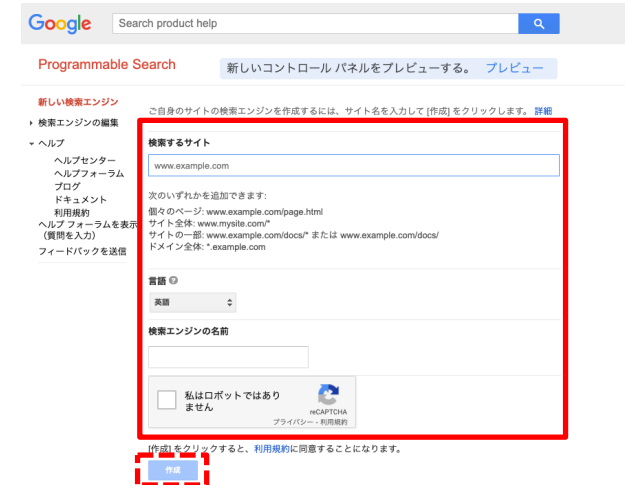 Google
Search product help
Programmable Search
新しいコントロール パネルをプレビューする。 プレビュー
新しい検索エンジン
検索エンジンの編集
ヘルプ
ヘルプセンター
ヘルプフォーラム
ブログ
ドキュメント
利用規約
ヘルプ フォーラムを表示
（質問を入力）
フィードバックを送信
ご自身のサイトの検索エンジンを作成するには、サイト名を入力して [作成] をクリックします。 詳細
検索するサイト
www.example.com
次のいずれかを追加できます:
個々のページ: www.example.com/page.html
サイト全体: www.mysite.com/*
サイトの一部: www.example.com/docs/* または www.example.com/docs/
ドメイン全体: *.example.com
言語
英語
検索エンジンの名前
私はロボットではあり
ません
reCAPTCHA
プライバシー - 利用規約
[作成] をクリックすると、利用規約に同意することになります。
作成